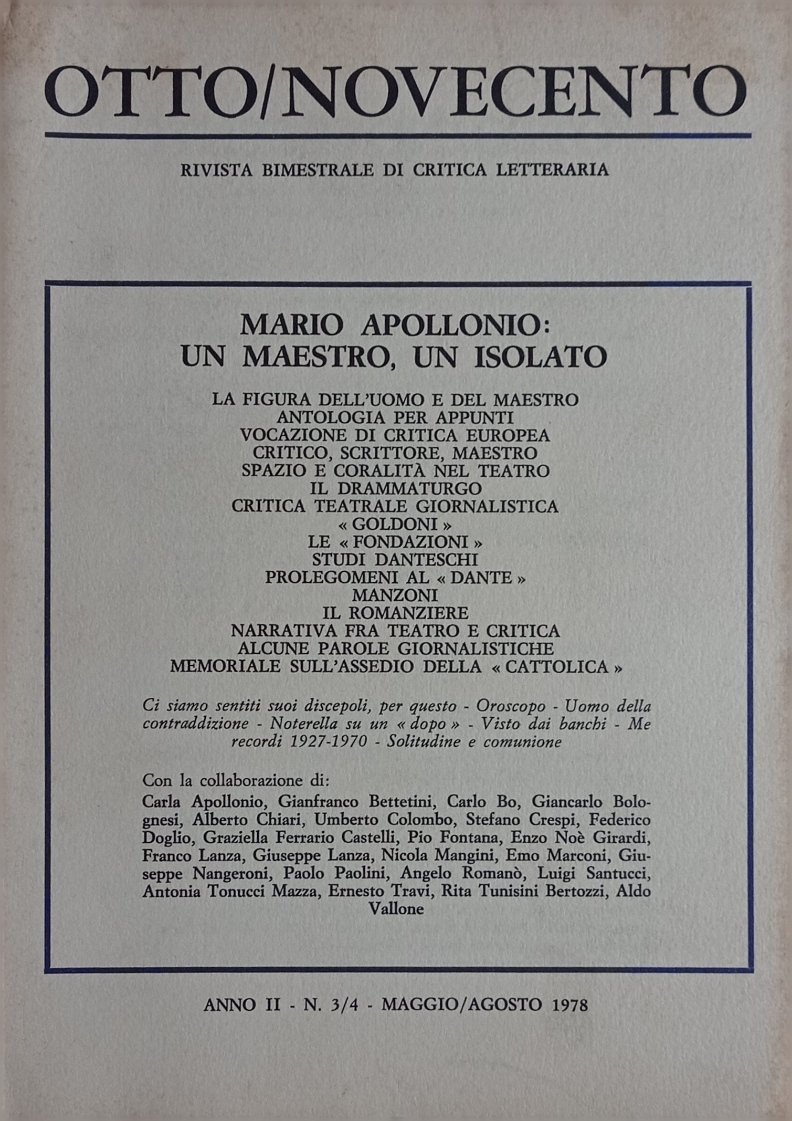 OTTO/NOVECENTO
RIVISTA BIMESTRALE DI CRITICA LETTERARIA
MARIO APOLLONIO:
UN MAESTRO, UN ISOLATO
LA FIGURA DELL'UOMO E DEL MAESTRO
ANTOLOGIA PER APPUNTI
VOCAZIONE DI CRITICA EUROPEA
CRITICO, SCRITTORE, MAESTRO
SPAZIO E CORALITÀ NEL TEATRO
IL DRAMMATURGO
CRITICA TEATRALE GIORNALISTICA
« GOLDONI »
LE « FONDAZIONI »
STUDI DANTESCHI
PROLEGOMENI AL « DANTE »
MANZONI
IL ROMANZIERE
NARRATIVA FRA TEATRO E CRITICA
ALCUNE PAROLE GIORNALISTICHE
MEMORIALE SULL'ASSEDIO DELLA « CATTOLICA »
Ci siamo sentiti suoi discepoli, per questo - Oroscopo - Uomo della
contraddizione - Noterella su un « dopo » - Visto dai banchi - Me
recordi 1927-1970 - Solitudine e comunione
Con la collaborazione di:
Carla Apollonio, Gianfranco Bettetini, Carlo Bo, Giancarlo Bolo-
gnesi, Alberto Chiari, Umberto Colombo, Stefano Crespi, Federico
Doglio, Graziella Ferrario Castelli, Pio Fontana, Enzo Noè Girardi,
Franco Lanza, Giuseppe Lanza, Nicola Mangini, Emo Marconi, Giu-
seppe Nangeroni, Paolo Paolini, Angelo Romanò, Luigi Santucci,
Antonia Tonucci Mazza, Ernesto Travi, Rita Tunisini Bertozzi, Aldo
Vallone
ANNO II - N. 3/4 - MAGGIO/AGOSTO 1978